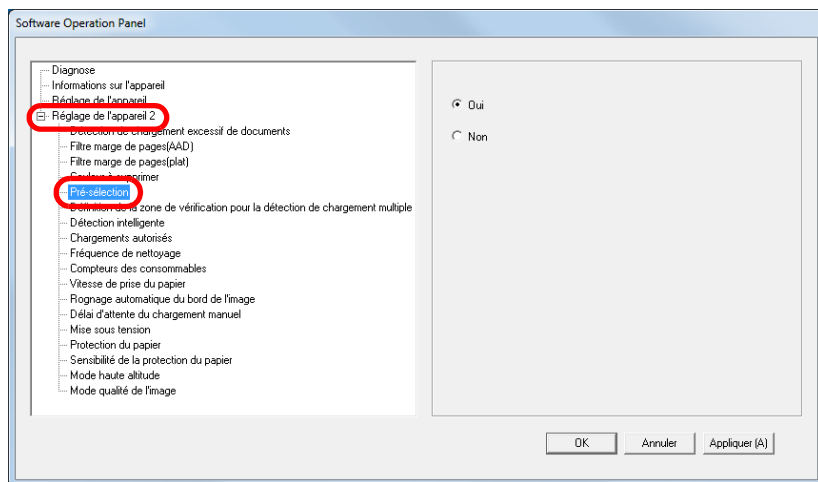 Software Operation Panel
Diagnose
Informations sur l'appareil
Réglage de l'appareil
Réglage de l'appareil 2
Détection de chargement excessif de documents
Filtre marge de pages(AAD)
Filtre marge de pages(plat)
Couleur à supprimer
Pré-sélection
Définition de la zone de vérification pour la détection de chargement multiple
Détection intelligente
Chargements autorisés
Fréquence de nettoyage
Compteurs des consommables
Vitesse de prise du papier
Rognage automatique du bord de l'image
Délai d'attente du chargement manuel
Mise sous tension
Protection du papier
Sensibilité de la protection du papier
Mode haute altitude
Mode qualité de l'image
Oui
Non
OK
Annuler
Appliquer (A)